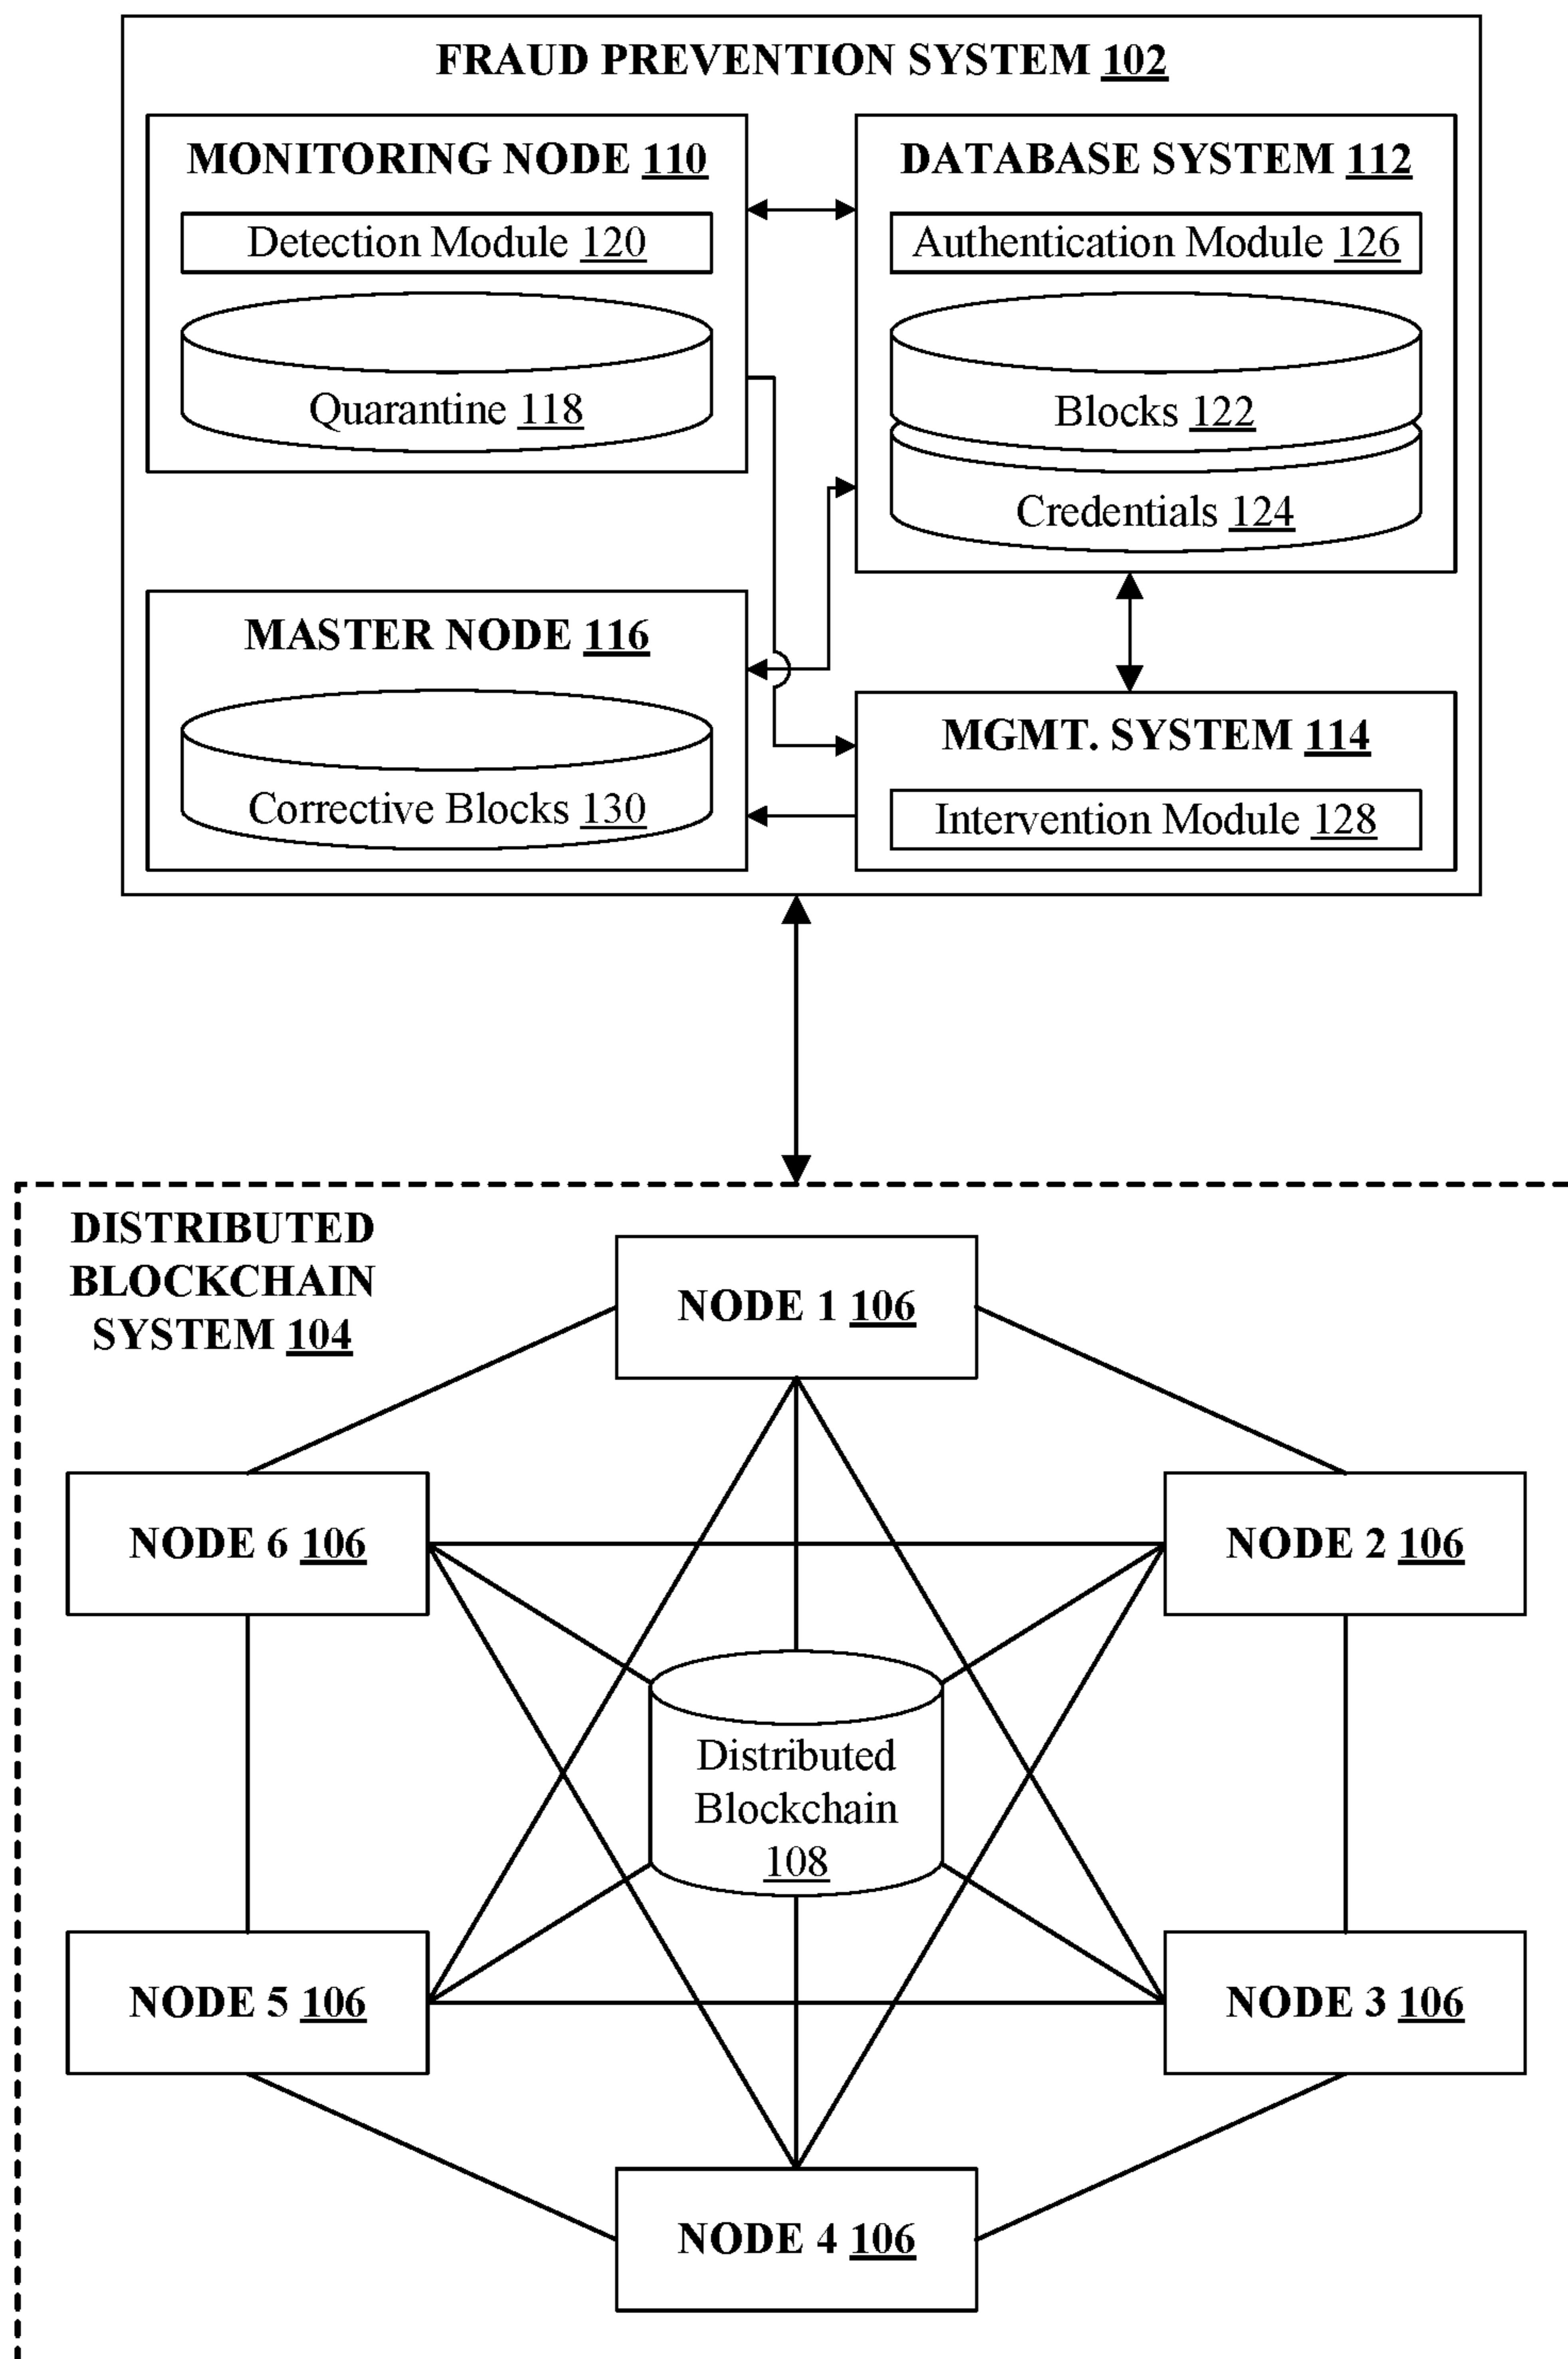 FRAUD PREVENTION SYSTEM 102
MONITORING NODE 110
Detection Module 120
Quarantine 118
DATABASE SYSTEM 112
Authentication Module 126
Blocks 122
Credentials 124
MASTER NODE 116
Corrective Blocks 130
MGMT. SYSTEM 114
Intervention Module 128
DISTRIBUTED
BLOCKCHAIN
SYSTEM 104
NODE 1 106
NODE 6 106
NODE 2 106
Distributed
Blockchain
108
NODE 5 106
NODE 3 106
NODE 4 106